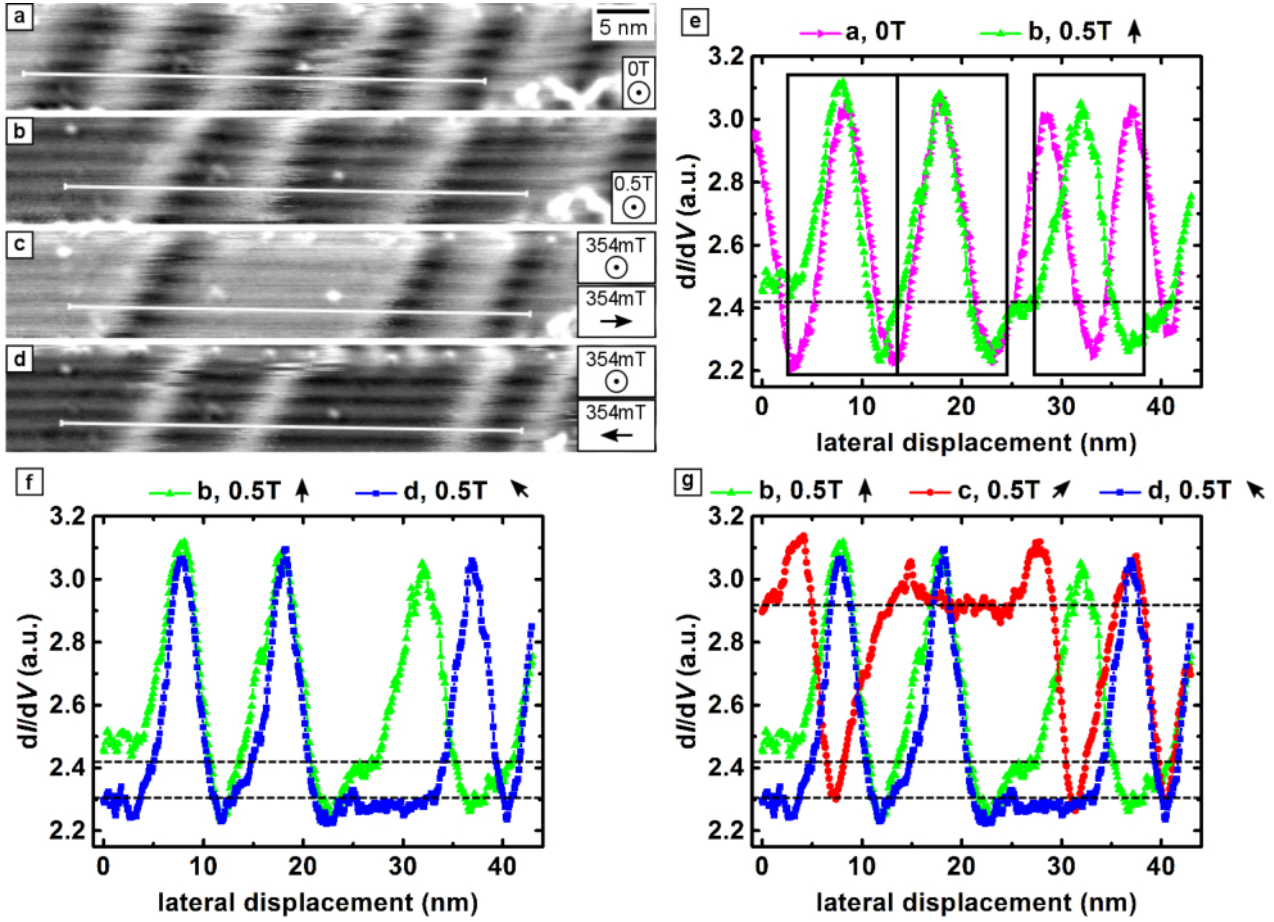 a
5 nm
0T
b
0.5T
c
354mT
354mT
d
354mT
354mT
e
a, 0T b, 0.5T
3.2
3.0
2.8
2.6
2.4
2.2
dI/dV (a.u.)
0 10 20 30 40
lateral displacement (nm)
f
b, 0.5T d, 0.5T
3.2
3.0
2.8
2.6
2.4
2.2
dI/dV (a.u.)
0 10 20 30 40
lateral displacement (nm)
g
b, 0.5T c, 0.5T d, 0.5T
3.2
3.0
2.8
2.6
2.4
2.2
dI/dV (a.u.)
0 10 20 30 40
lateral displacement (nm)